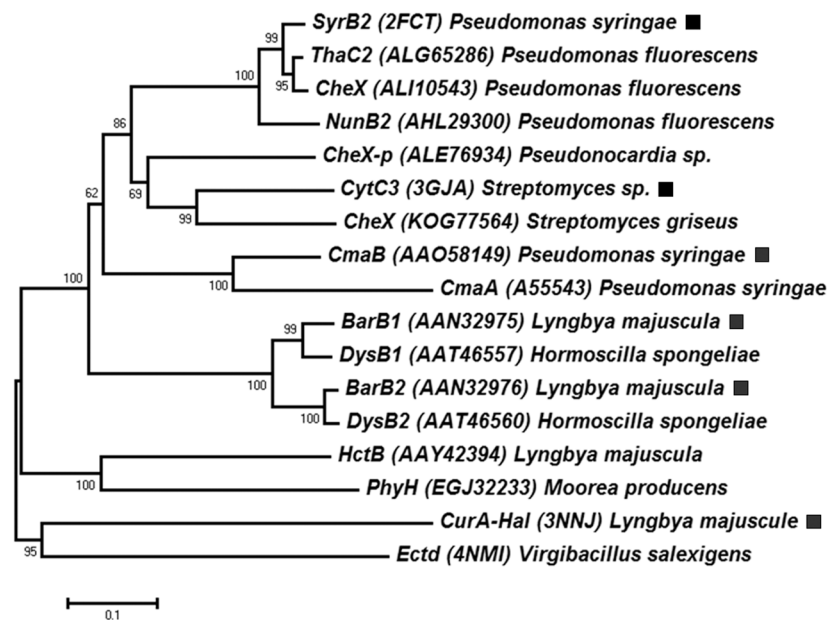 SyrB2 (2FCT) Pseudomonas syringae
99
ThaC2 (ALG65286) Pseudomonas fluorescens
100
95
CheX (ALI10543) Pseudomonas fluorescens
86
NunB2 (AHL29300) Pseudomonas fluorescens
CheX-p (ALE76934) Pseudonocardia sp.
62
69
CytC3 (3GJA) Streptomyces sp.
99
CheX (KOG77564) Streptomyces griseus
CmaB (AAO58149) Pseudomonas syringae
100
100
CmaA (A55543) Pseudomonas syringae
BarB1 (AAN32975) Lyngbya majuscula
99
DysB1 (AAT46557) Hormoscilla spongeliae
100
BarB2 (AAN32976) Lyngbya majuscula
100
DysB2 (AAT46560) Hormoscilla spongeliae
HctB (AAY42394) Lyngbya majuscula
100
PhyH (EGJ32233) Moorea producens
CurA-Hal (3NNJ) Lyngbya majuscule
95
Ectd (4NMI) Virgibacillus salexigens
0.1